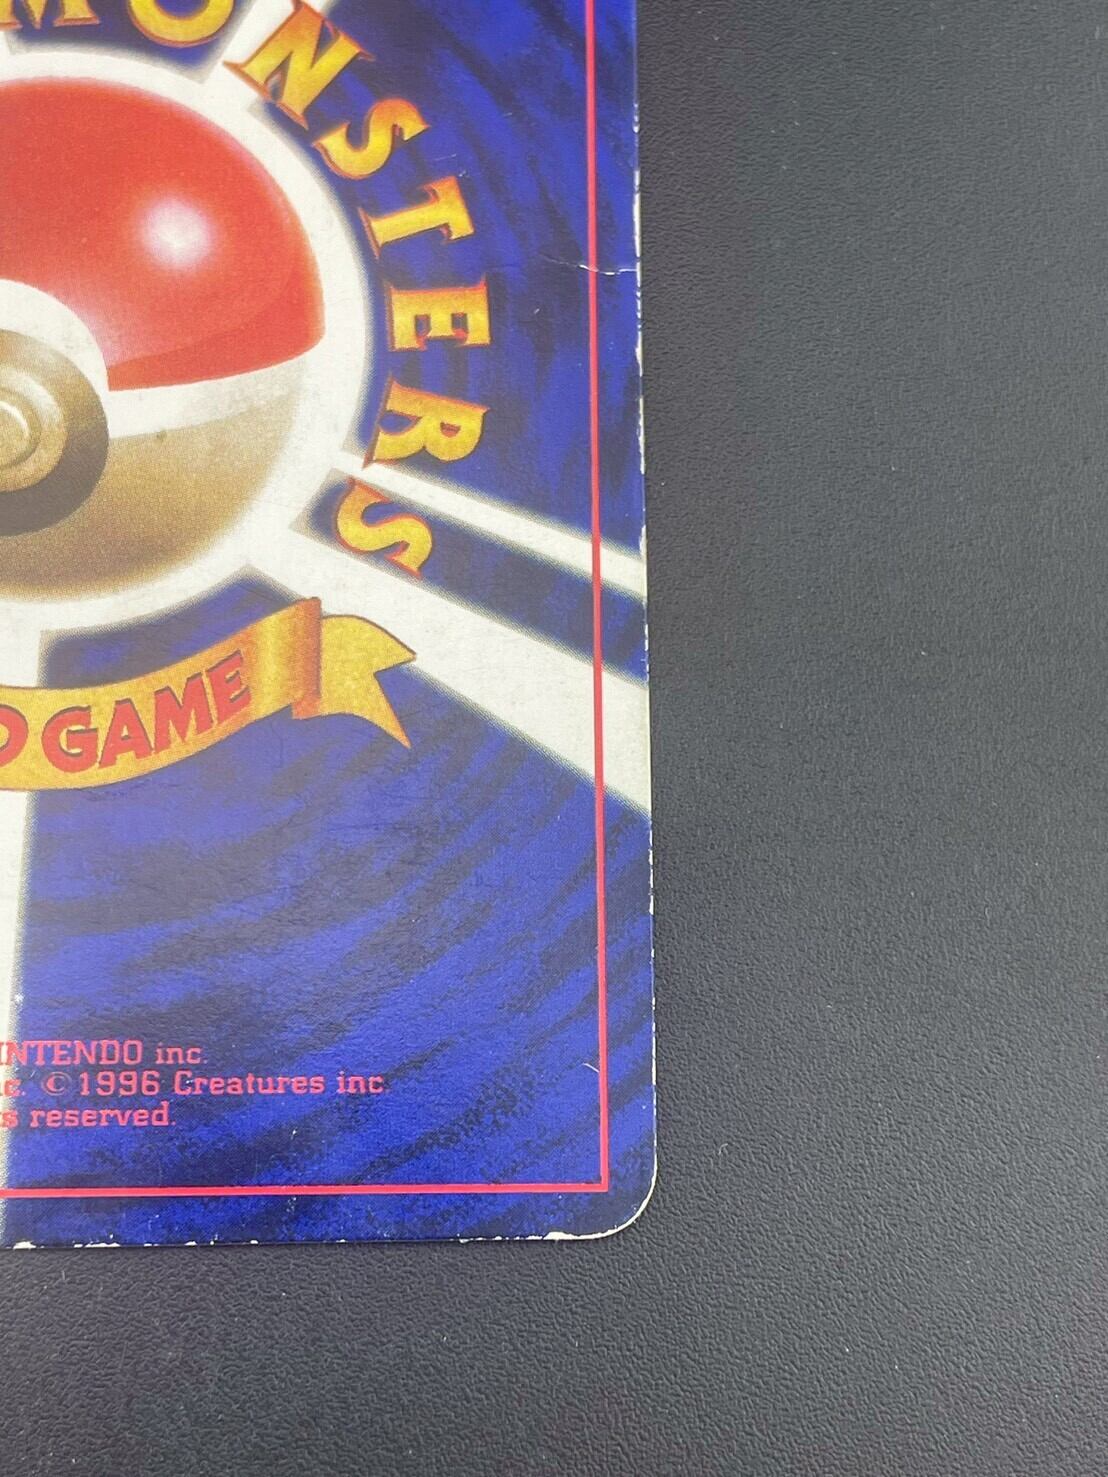 MONSTERS
D GAME
NINTENDO inc.
c. © 1996 Creatures inc.
s reserved.